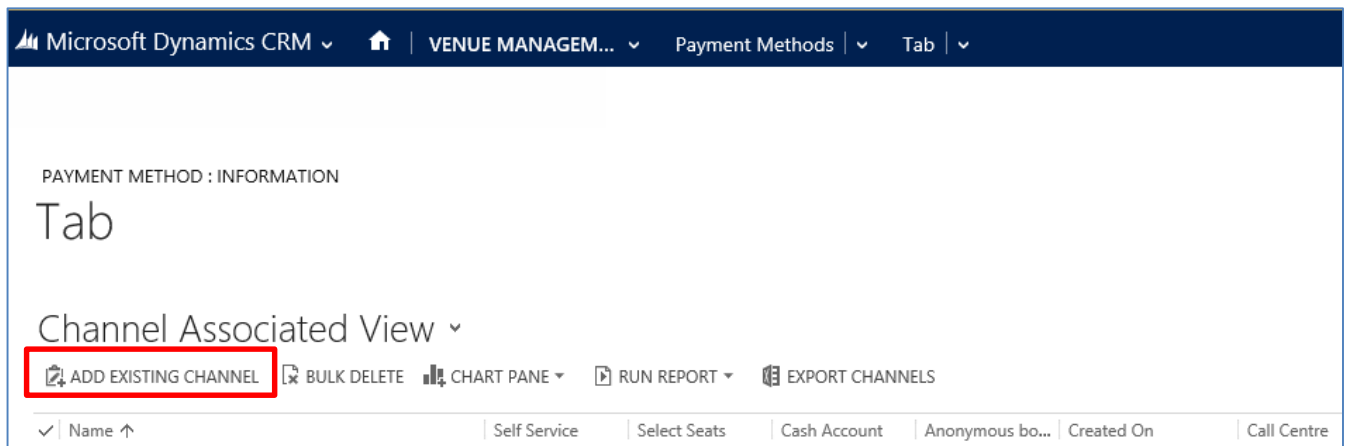 Microsoft Dynamics CRM VENUE MANAGEM... Payment Methods Tab
PAYMENT METHOD : INFORMATION
Tab
Channel Associated View
ADD EXISTING CHANNEL BULK DELETE CHART PANE RUN REPORT EXPORT CHANNELS
Name ↑ Self Service Select Seats Cash Account Anonymous bo... Created On Call Centre